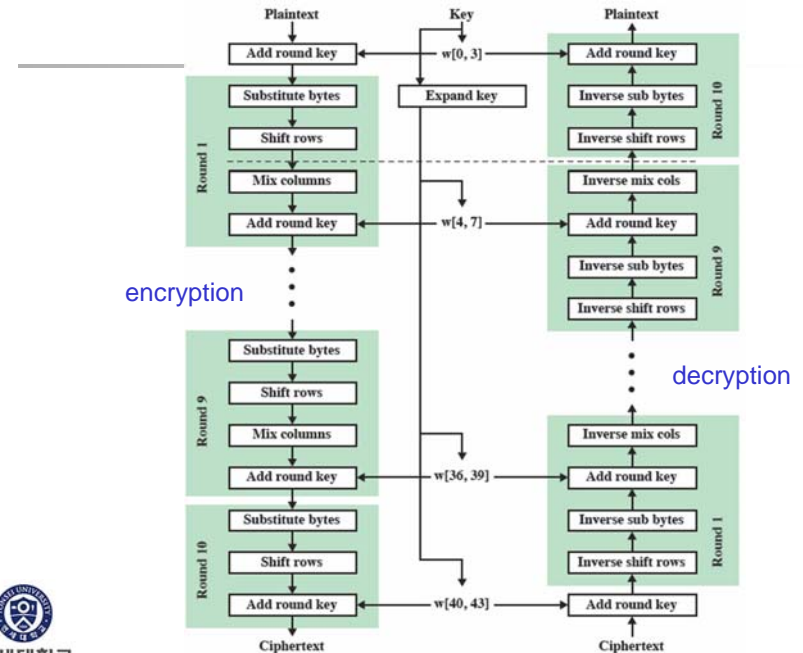 Plaintext
Add round key
Round 1
Substitute bytes
Shift rows
Mix columns
Add round key
encryption
Round 9
Substitute bytes
Shift rows
Mix columns
Add round key
Round 10
Substitute bytes
Shift rows
Add round key
Ciphertext
Key
w[0, 3]
Expand key
w[4, 7]
w[36, 39]
w[40, 43]
Plaintext
Add round key
Inverse sub bytes
Inverse shift rows
Round 10
Inverse mix cols
Add round key
Inverse sub bytes
Inverse shift rows
Round 9
decryption
Inverse mix cols
Add round key
Inverse sub bytes
Inverse shift rows
Round 1
Add round key
Ciphertext